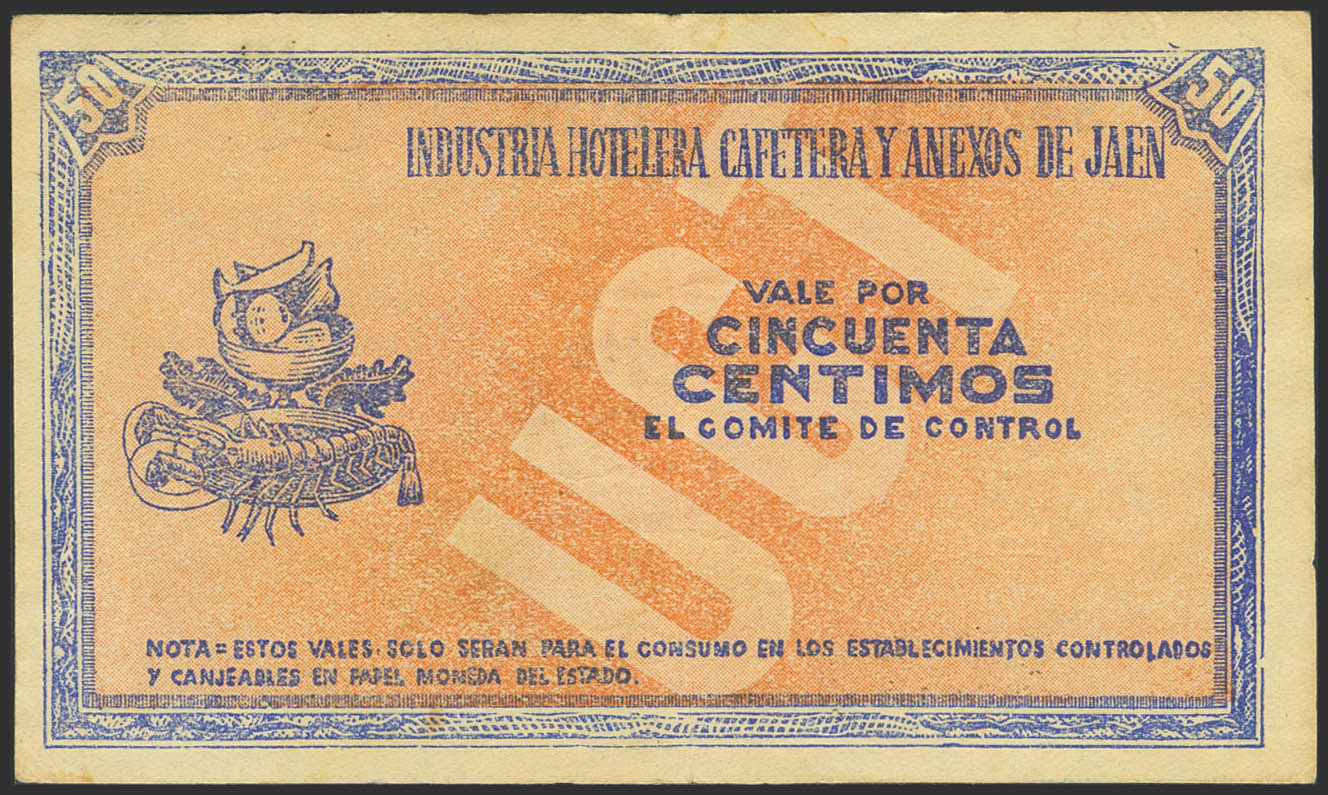 50
50
INDUSTRIA HOTELERA CAFETERA Y ANEXOS DE JAEN
VALE POR
CINCUENTA
CENTIMOS
EL COMITE DE CONTROL
NOTA = ESTOS VALES. SOLO SERAN PARA EL CONSUMO EN LOS ESTABLECIMIENTOS CONTROLADOS
Y CANJEABLES EN PAPEL MONEDA DEL ESTADO.